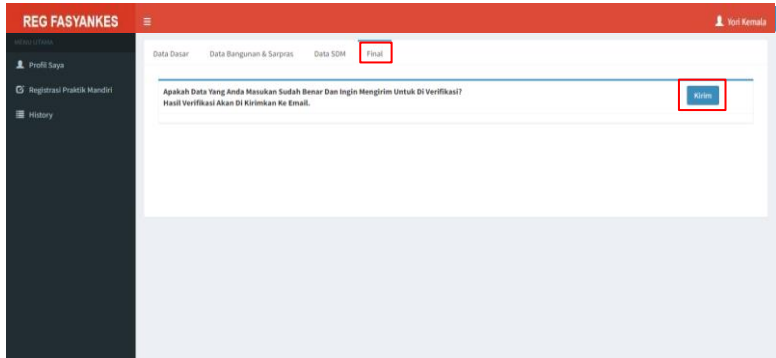 REG FASYANKES
Yori Kemala
MENU UTAMA
Profil Saya
Registrasi Praktik Mandiri
History
Data Dasar
Data Bangunan & Sarpras
Data SDM
Final
Apakah Data Yang Anda Masukan Sudah Benar Dan Ingin Mengirim Untuk Di Verifikasi?
Hasil Verifikasi Akan Di Kirimkan Ke Email.
Kirim